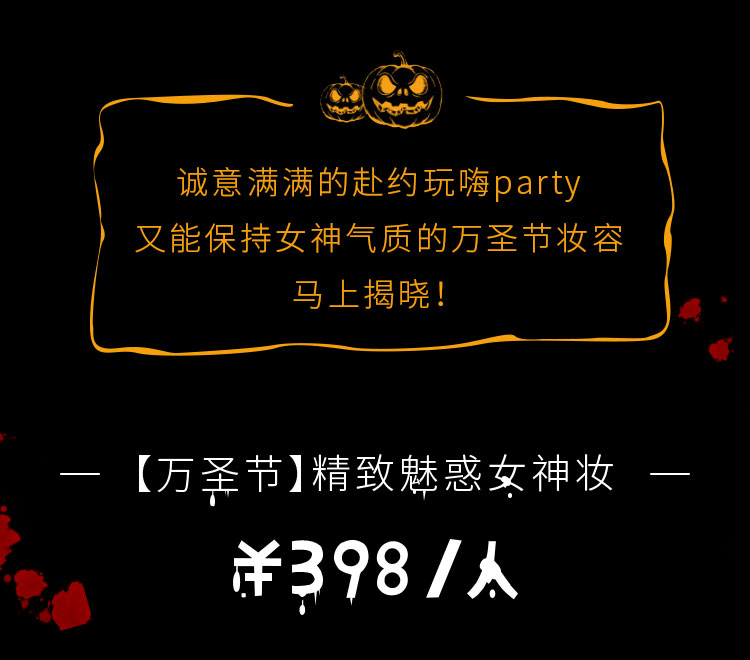 诚意满满的赴约玩嗨party
又能保持女神气质的万圣节妆容
马上揭晓!
— 【万圣节】精致魅惑女神妆 —
¥398/人